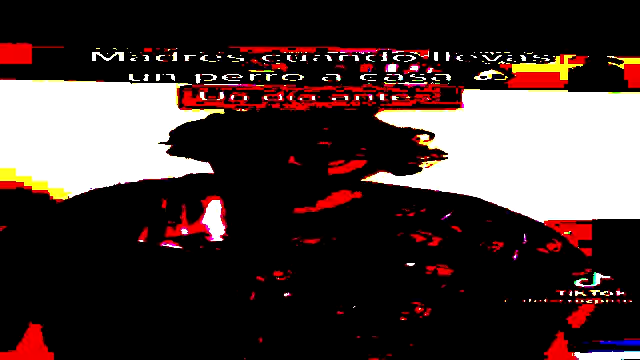 Madres cuando llevas
un perro a casa
Un día antes
TikTok